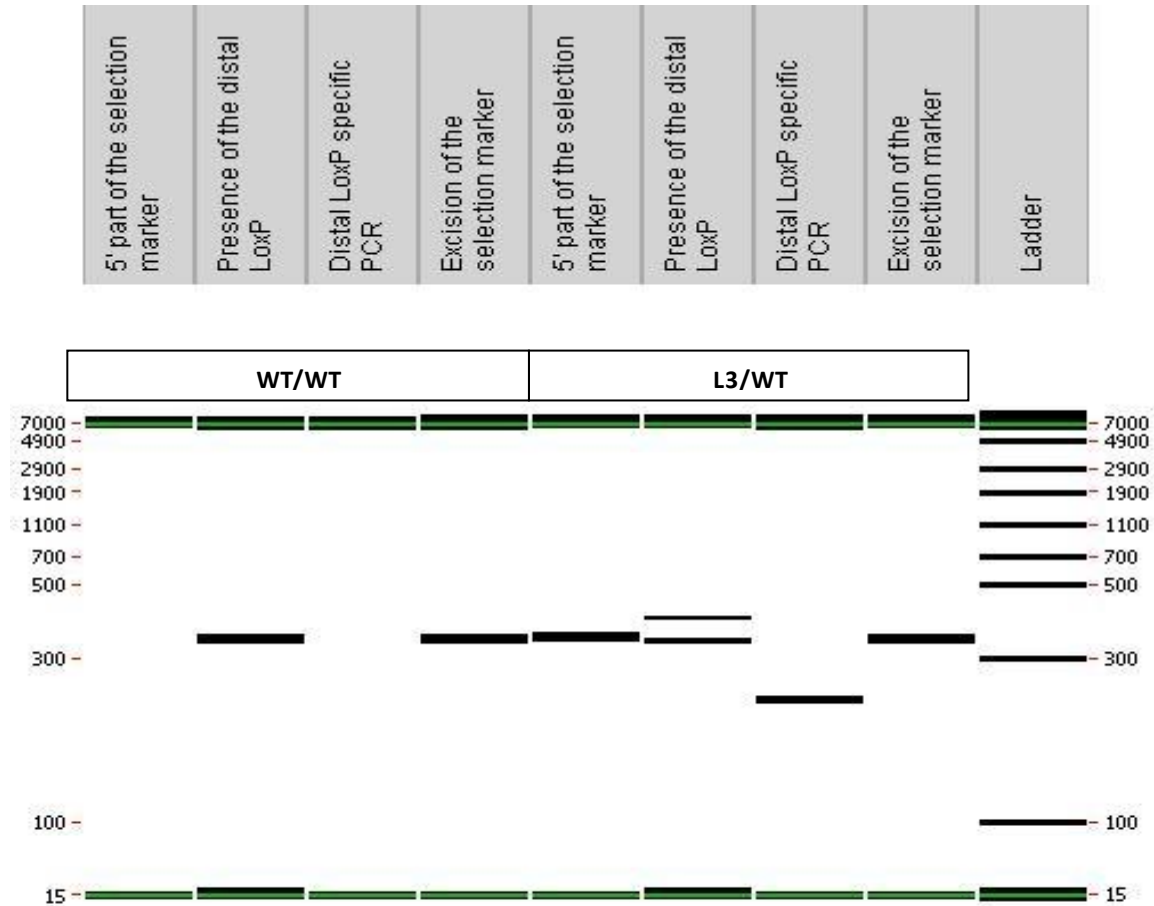 5' part of the selection
marker
Presence of the distal
LoxP
Distal LoxP specific
PCR
Excision of the
selection marker
5' part of the selection
marker
Presence of the distal
LoxP
Distal LoxP specific
PCR
Excision of the
selection marker
Ladder
WT/WT
L3/WT
7000
4900
2900
1900
1100
700
500
300
100
15
7000
4900
2900
1900
1100
700
500
300
100
15